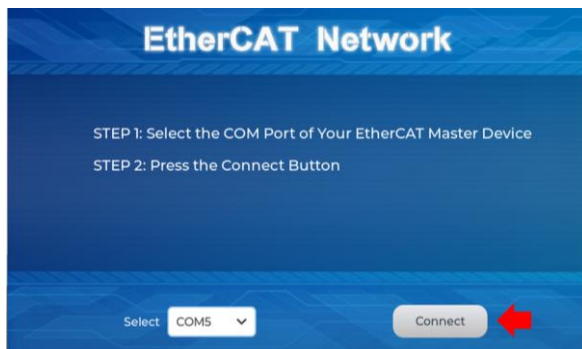 EtherCAT Network
STEP 1: Select the COM Port of Your EtherCAT Master Device
STEP 2: Press the Connect Button
Select COM5 Connect